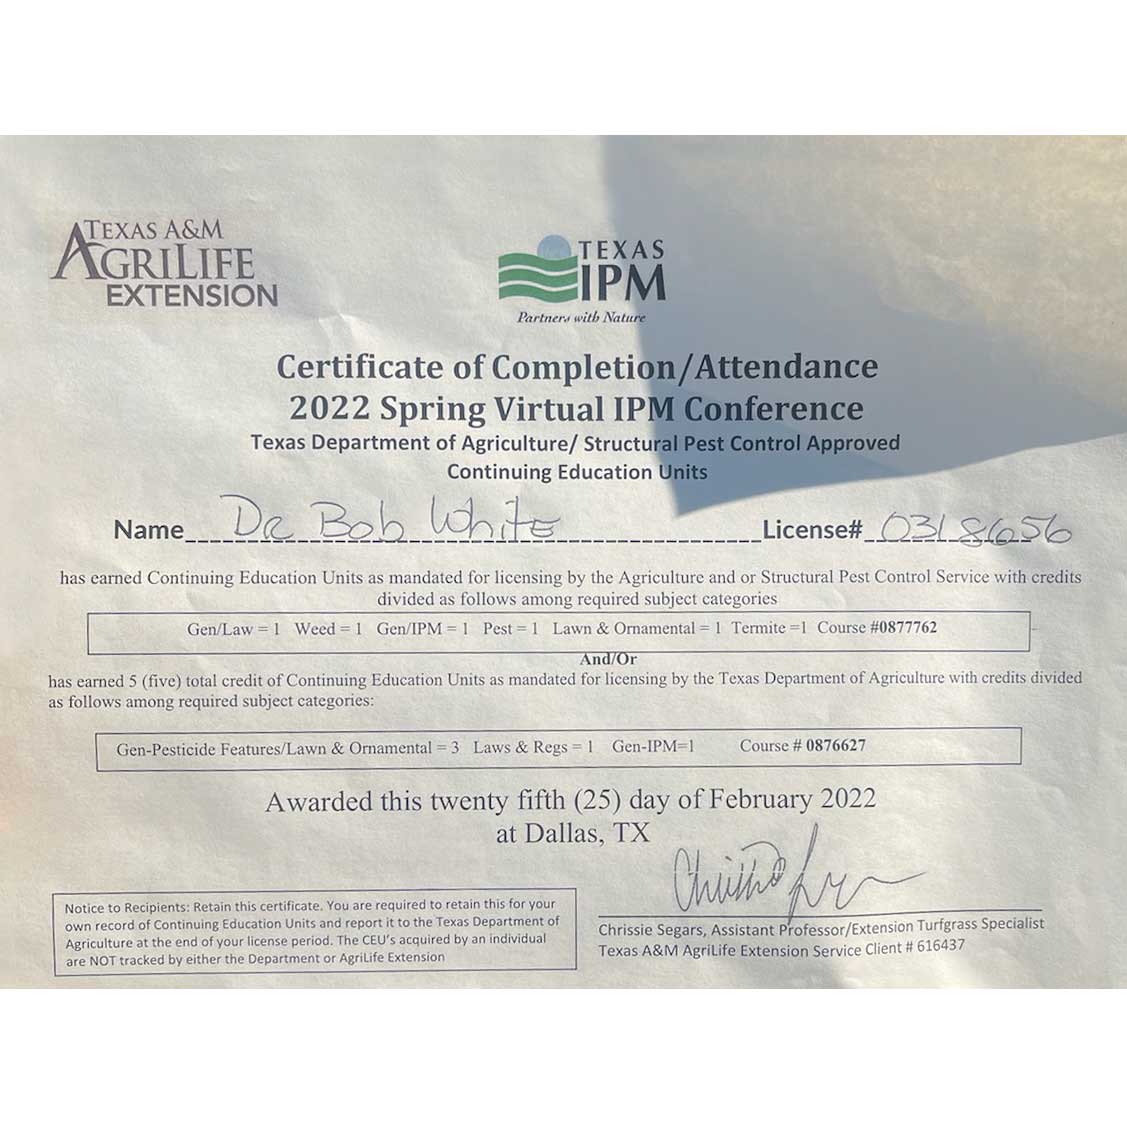 TEXAS A&M
AGRILIFE
EXTENSION
TEXAS
IPM
Partners with Nature
Certificate of Completion/Attendance
2022 Spring Virtual IPM Conference
Texas Department of Agriculture/ Structural Pest Control Approved
Continuing Education Units
Name Dr Bob White License# 0318656
has earned Continuing Education Units as mandated for licensing by the Agriculture and or Structural Pest Control Service with credits
divided as follows among required subject categories
Gen/Law = 1 Weed = 1 Gen/IPM = 1 Pest = 1 Lawn & Ornamental = 1 Termite =1 Course #0877762
And/Or
has earned 5 (five) total credit of Continuing Education Units as mandated for licensing by the Texas Department of Agriculture with credits divided
as follows among required subject categories:
Gen-Pesticide Features/Lawn & Ornamental = 3 Laws & Regs = 1 Gen-IPM=1 Course # 0876627
Awarded this twenty fifth (25) day of February 2022
at Dallas, TX
Notice to Recipients: Retain this certificate. You are required to retain this for your
own record of Continuing Education Units and report it to the Texas Department of
Agriculture at the end of your license period. The CEU's acquired by an individual
are NOT tracked by either the Department or AgriLife Extension
Chrissie Segars, Assistant Professor/Extension Turfgrass Specialist
Texas A&M AgriLife Extension Service Client # 616437